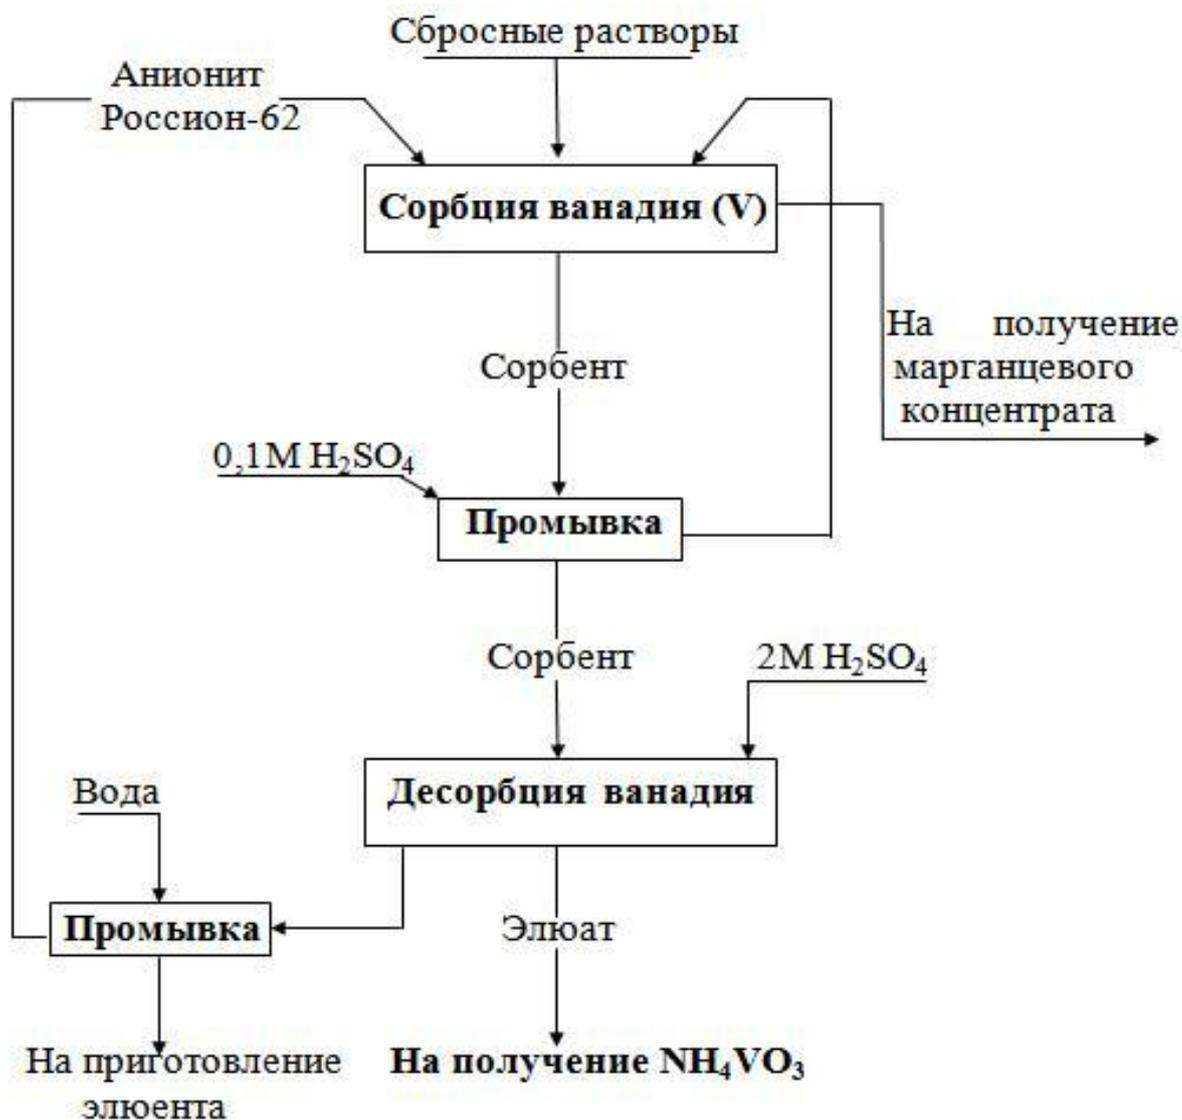 Сбросные растворы
Анионит
Россион-62
Сорбция ванадия (V)
На получение
марганцевого
концентрата
Сорбент
0,1М H₂SO₄
Промывка
Сорбент
2М H₂SO₄
Десорбция ванадия
Вода
Промывка
Элюат
На приготовление
элюента
На получение NH₄VO₃